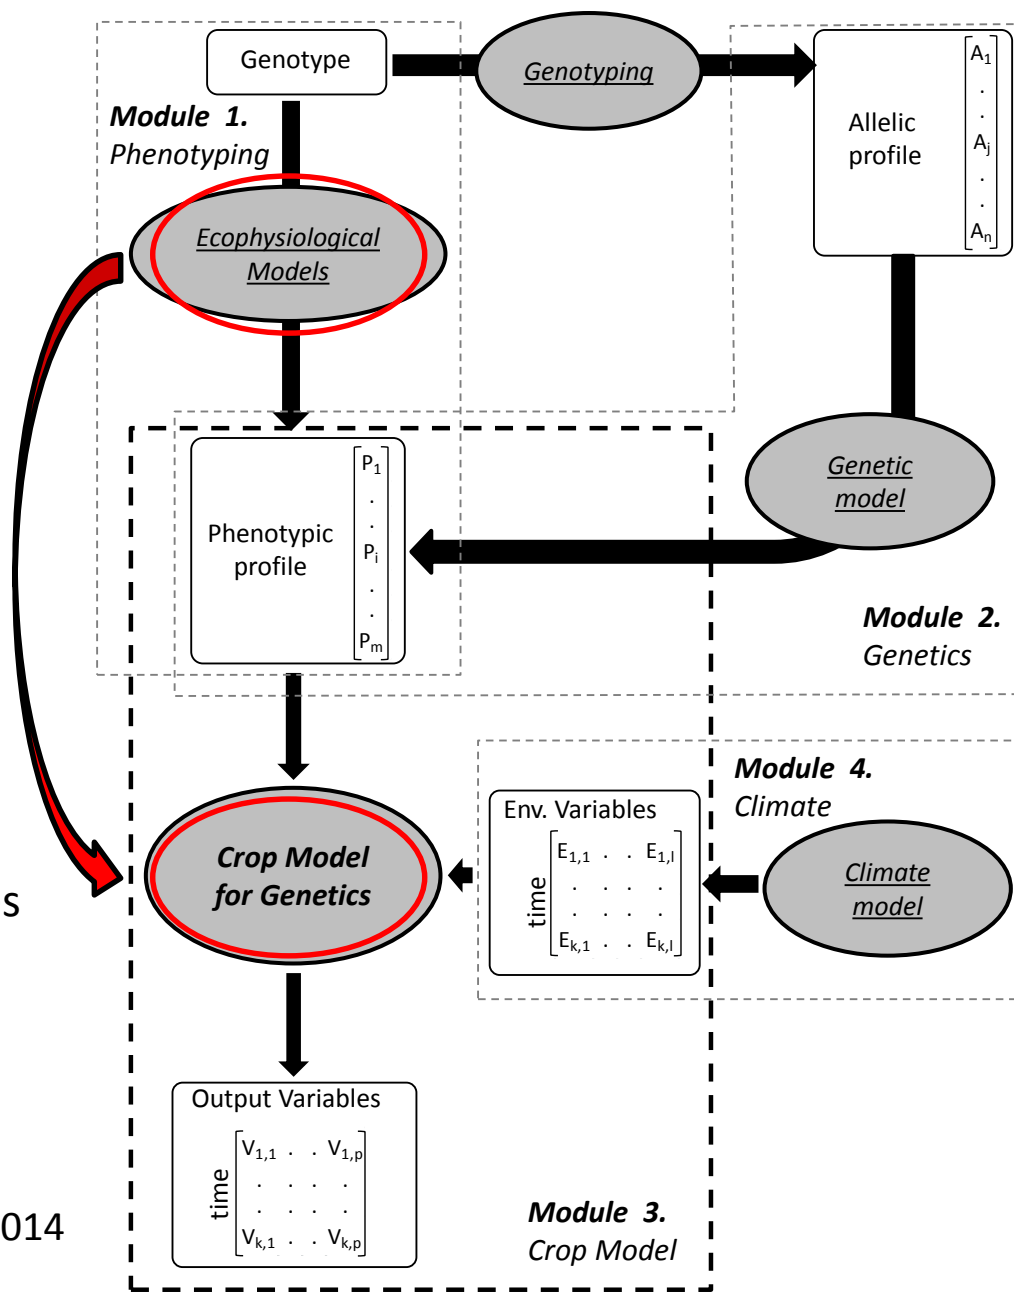 Genotype
Genotyping
Allelic
profile
A1
.
.
Aj
.
.
An
Module 1.
Phenotyping
Ecophysiological
Models
Phenotypic
profile
P1
.
.
Pi
.
.
Pm
Genetic
model
Module 2.
Genetics
Module 4.
Climate
Env. Variables
time
E1,1 . . E1,l
. . . .
. . . .
Ek,1 . . Ek,l
Climate
model
Crop Model
for Genetics
s
Output Variables
time
V1,1 . . V1,p
. . . .
. . . .
Vk,1 . . Vk,p
014
Module 3.
Crop Model